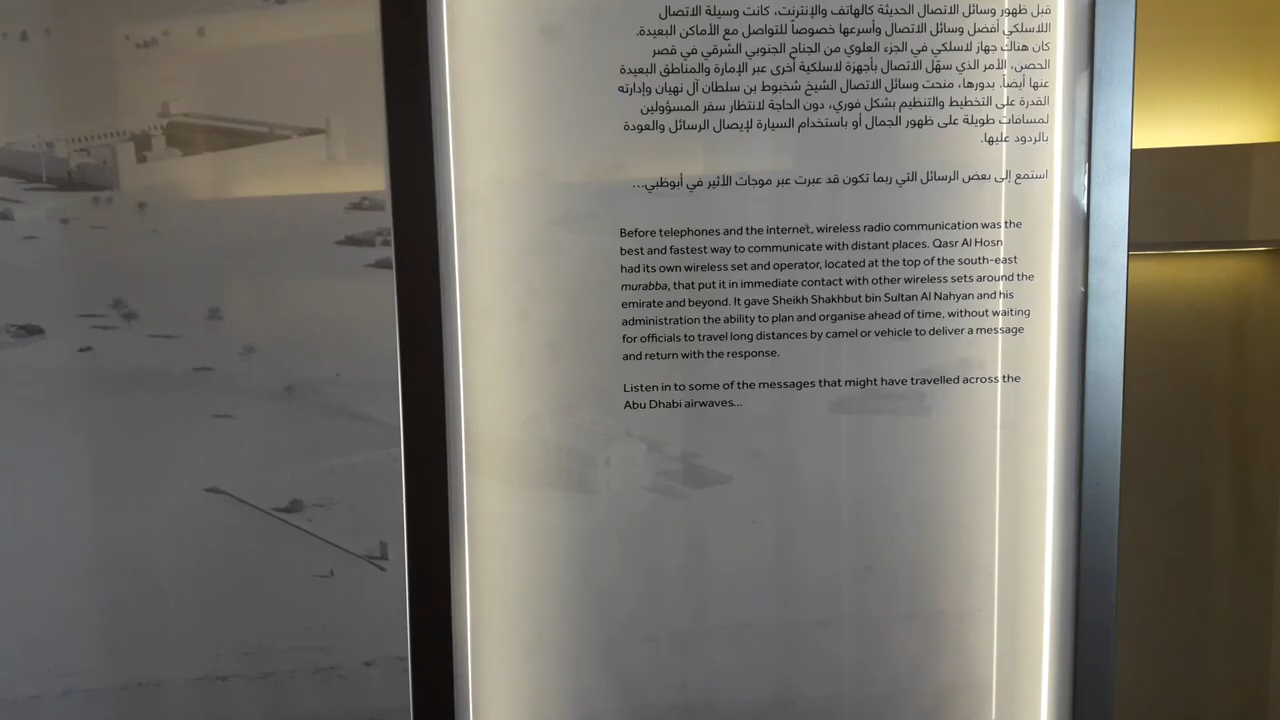 قبل ظهور وسائل الاتصال الحديثة كالهاتف والإنترنت، كانت وسيلة الاتصال
اللاسلكي أفضل وسائل الاتصال وأسرعها خصوصاً للتواصل مع الأماكن البعيدة.
كان هناك جهاز لاسلكي في الجزء العلوي من الجناح الجنوبي الشرقي في قصر
الحصن، الأمر الذي سهّل الاتصال بأجهزة لاسلكية أخرى عبر الإمارة والمناطق البعيدة
عنها أيضاً. بدورها، منحت وسائل الاتصال الشيخ شخبوط بن سلطان آل نهيان وإدارته
القدرة على التخطيط والتنظيم بشكل فوري، دون الحاجة لانتظار سفر المسؤولين
لمسافات طويلة على ظهور الجمال أو باستخدام السيارة لإيصال الرسائل والعودة
بالردود عليها.
استمع إلى بعض الرسائل التي ربما تكون قد عبرت عبر موجات الأثير في أبوظبي...
Before telephones and the internet, wireless radio communication was the
best and fastest way to communicate with distant places. Qasr Al Hosn
had its own wireless set and operator, located at the top of the south-east
murabba, that put it in immediate contact with other wireless sets around the
emirate and beyond. It gave Sheikh Shakhbut bin Sultan Al Nahyan and his
administration the ability to plan and organise ahead of time, without waiting
for officials to travel long distances by camel or vehicle to deliver a message
and return with the response.
Listen in to some of the messages that might have travelled across the
Abu Dhabi airwaves...